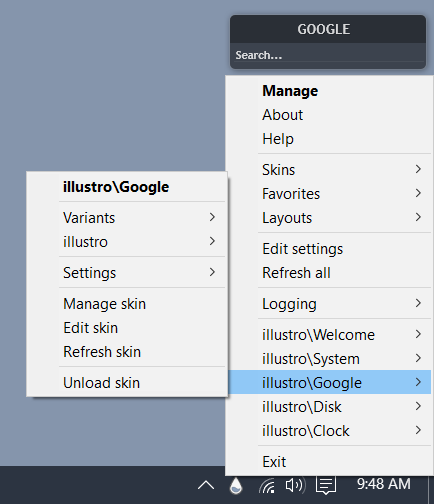 GOOGLE
Search...
Manage
About
Help
Skins
Favorites
Layouts
Edit settings
Refresh all
Logging
illustro\Welcome
illustro\System
illustro\Google
illustro\Disk
illustro\Clock
Exit
illustro\Google
Variants
illustro
Settings
Manage skin
Edit skin
Refresh skin
Unload skin
9:48 AM